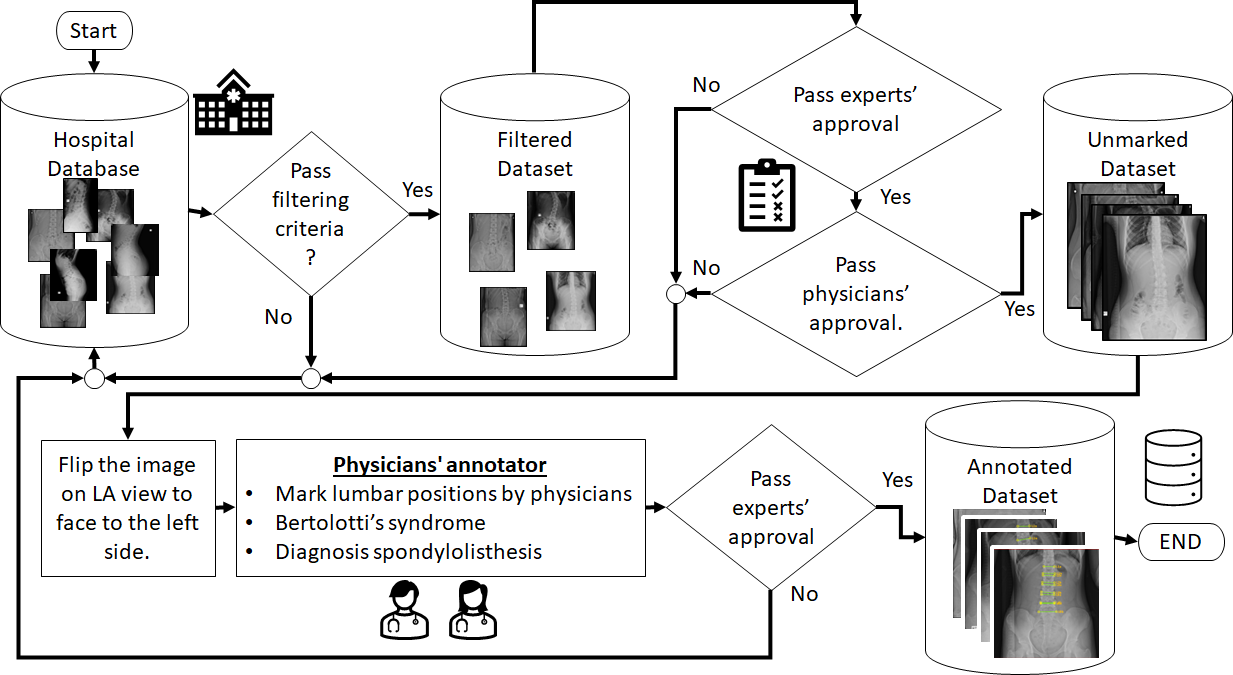 Start
Hospital
Database
Pass
filtering
criteria
?
Yes
No
Filtered
Dataset
Pass experts’
approval
No
Yes
Pass
physicians’
approval.
No
Yes
Unmarked
Dataset
Flip the image
on LA view to
face to the left
side.
Physicians' annotator
• Mark lumbar positions by physicians
• Bertolotti’s syndrome
• Diagnosis spondylolisthesis
Pass
experts’
approval
Yes
No
Annotated
Dataset
END